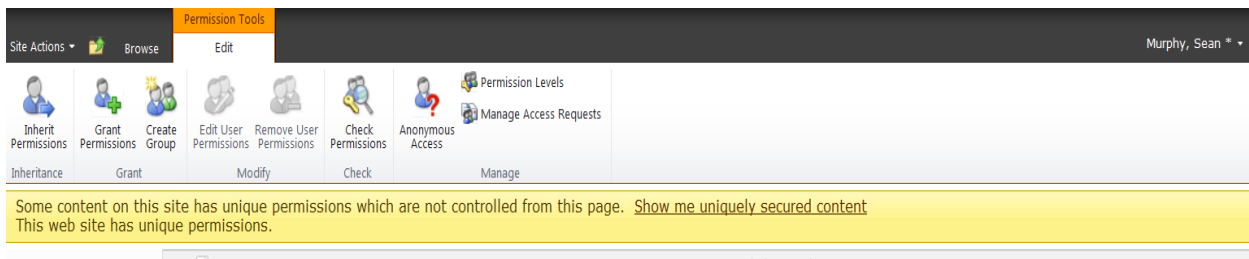 Permission Tools
Site Actions Browse Edit Murphy, Sean *
Permission Levels
Manage Access Requests
Inherit Permissions
Grant Permissions
Create Group
Edit User Permissions
Remove User Permissions
Check Permissions
Anonymous Access
Inheritance Grant Modify Check Manage
Some content on this site has unique permissions which are not controlled from this page. Show me uniquely secured content
This web site has unique permissions.